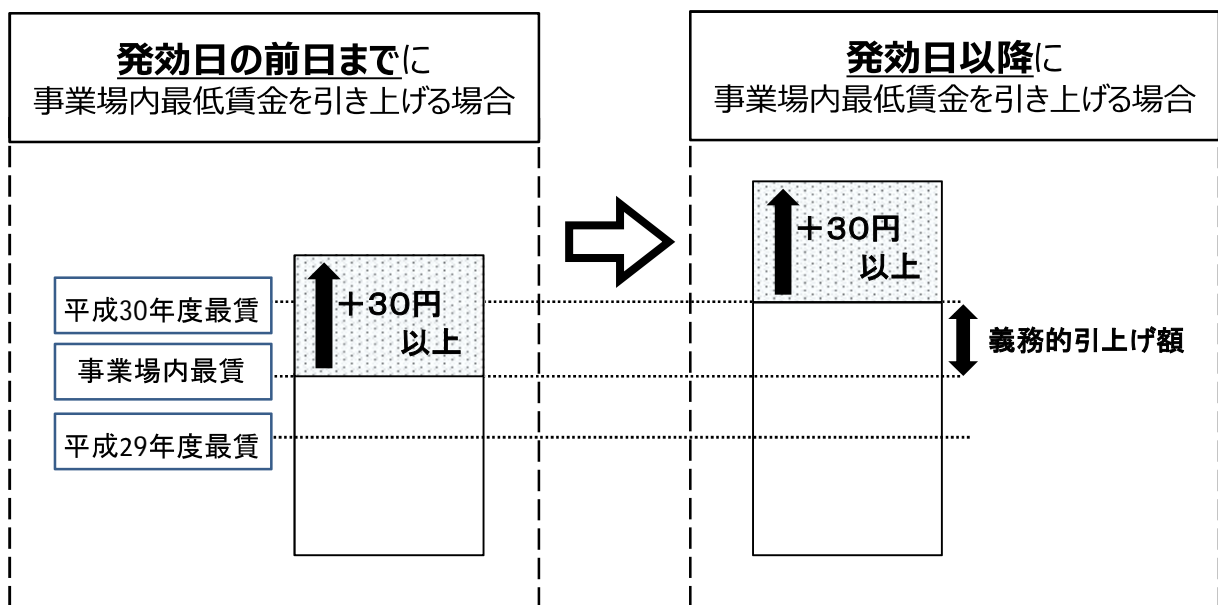 発効日の前日までに
事業場内最低賃金を引き上げる場合
発効日以降に
事業場内最低賃金を引き上げる場合
平成30年度最賃
事業場内最賃
平成29年度最賃
＋30円
以上
＋30円
以上
義務的引上げ額